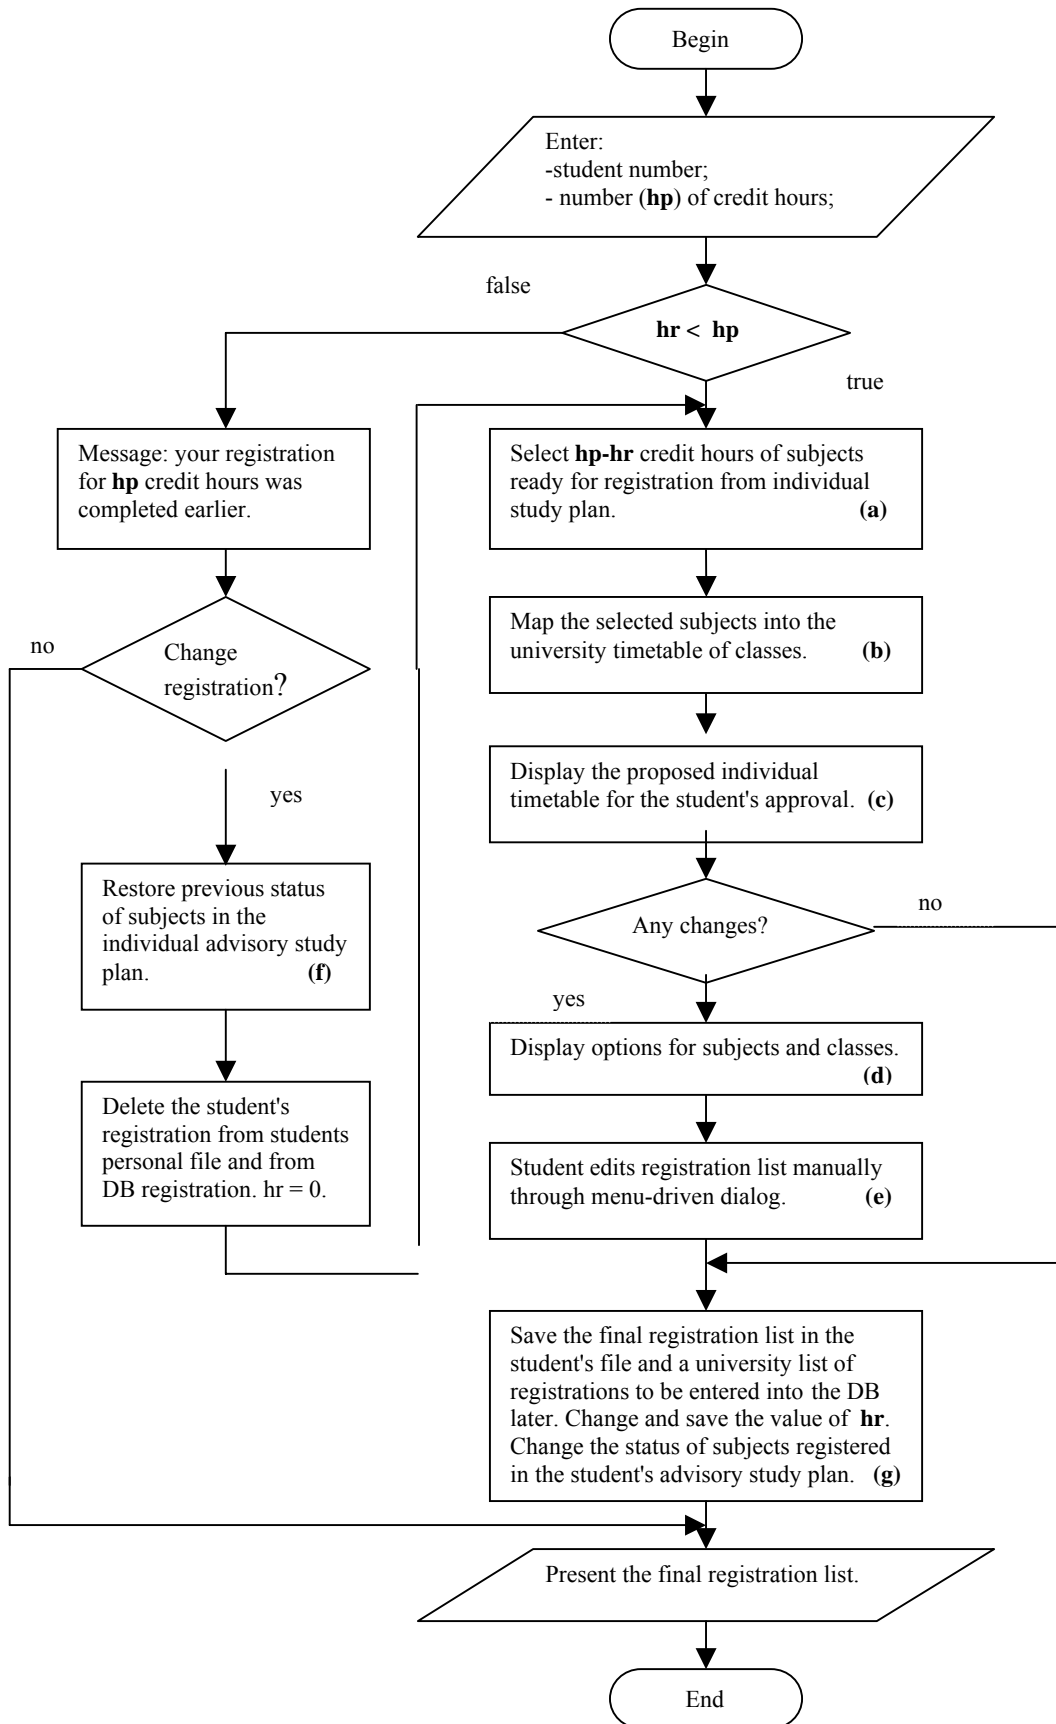 Begin
Enter:
-student number;
- number (hp) of credit hours;
false
hr < hp
true
Message: your registration
for hp credit hours was
completed earlier.
Select hp-hr credit hours of subjects
ready for registration from individual
study plan. (a)
no
Change
registration?
Map the selected subjects into the
university timetable of classes. (b)
yes
Display the proposed individual
timetable for the student's approval. (c)
Restore previous status
of subjects in the
individual advisory study
plan. (f)
Any changes?
no
yes
Display options for subjects and classes.
(d)
Delete the student's
registration from students
personal file and from
DB registration. hr = 0.
Student edits registration list manually
through menu-driven dialog. (e)
Save the final registration list in the
student's file and a university list of
registrations to be entered into the DB
later. Change and save the value of hr.
Change the status of subjects registered
in the student's advisory study plan. (g)
Present the final registration list.
End